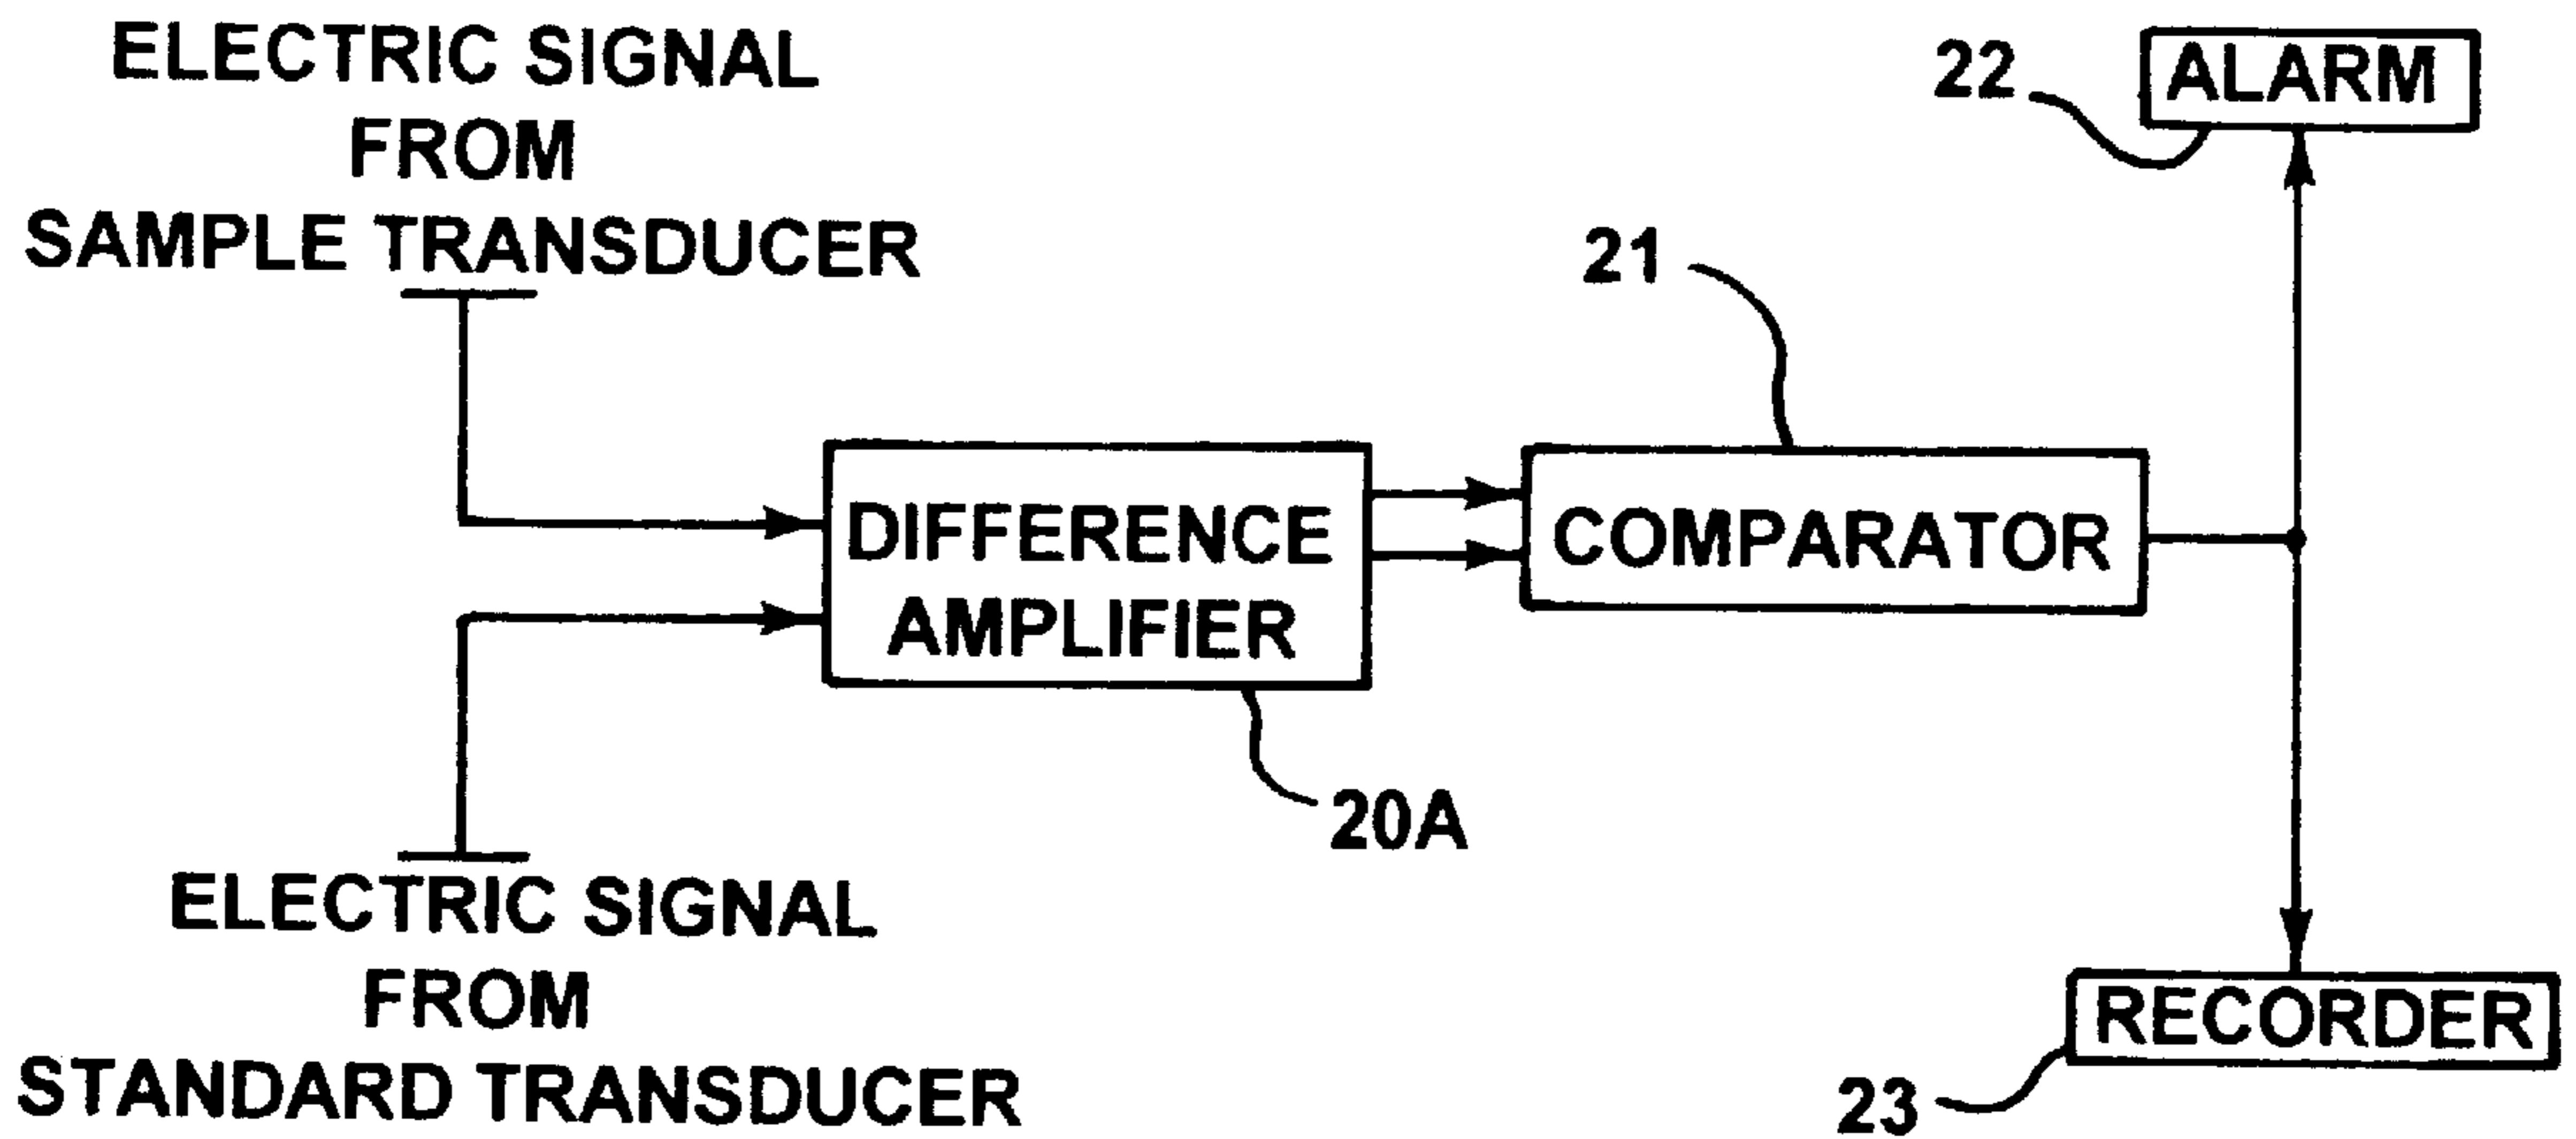 ELECTRIC SIGNAL
FROM
SAMPLE TRANSDUCER
22
ALARM
21
DIFFERENCE
AMPLIFIER
COMPARATOR
20A
ELECTRIC SIGNAL
FROM
STANDARD TRANSDUCER
RECORDER
23